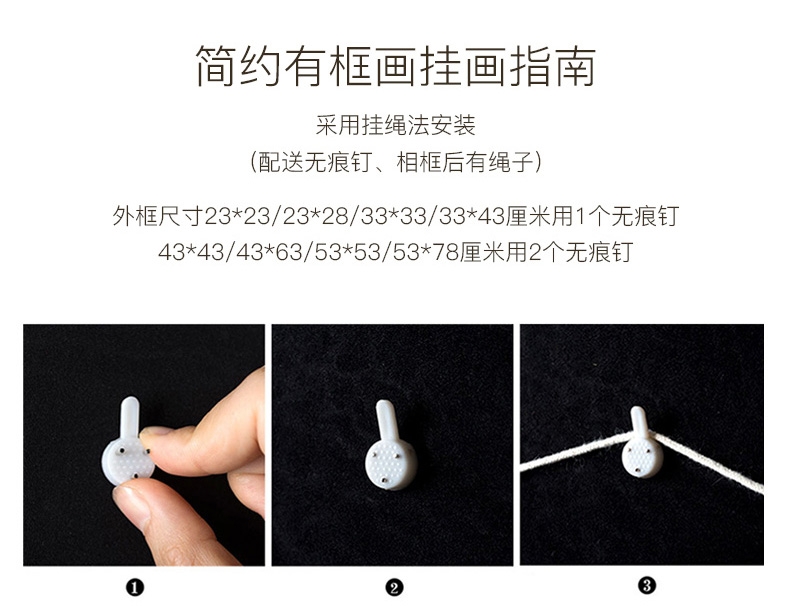 简约有框画挂画指南
采用挂绳法安装
（配送无痕钉、相框后有绳子）
外框尺寸23*23/23*28/33*33/33*43厘米用1个无痕钉
43*43/43*63/53*53/53*78厘米用2个无痕钉
1 2 3